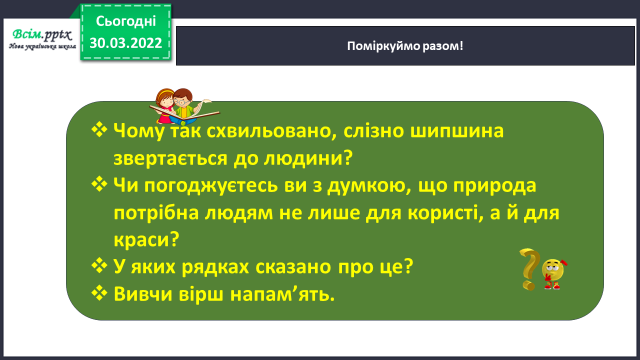 Всім.pptx
Нова українська школа
Сьогодні
30.03.2022
Поміркуймо разом!
❖ Чому так схвильовано, слізно шипшина
звертається до людини?
❖ Чи погоджуєтесь ви з думкою, що природа
потрібна людям не лише для користі, а й для
краси?
❖ У яких рядках сказано про це?
❖ Вивчи вірш напам’ять.